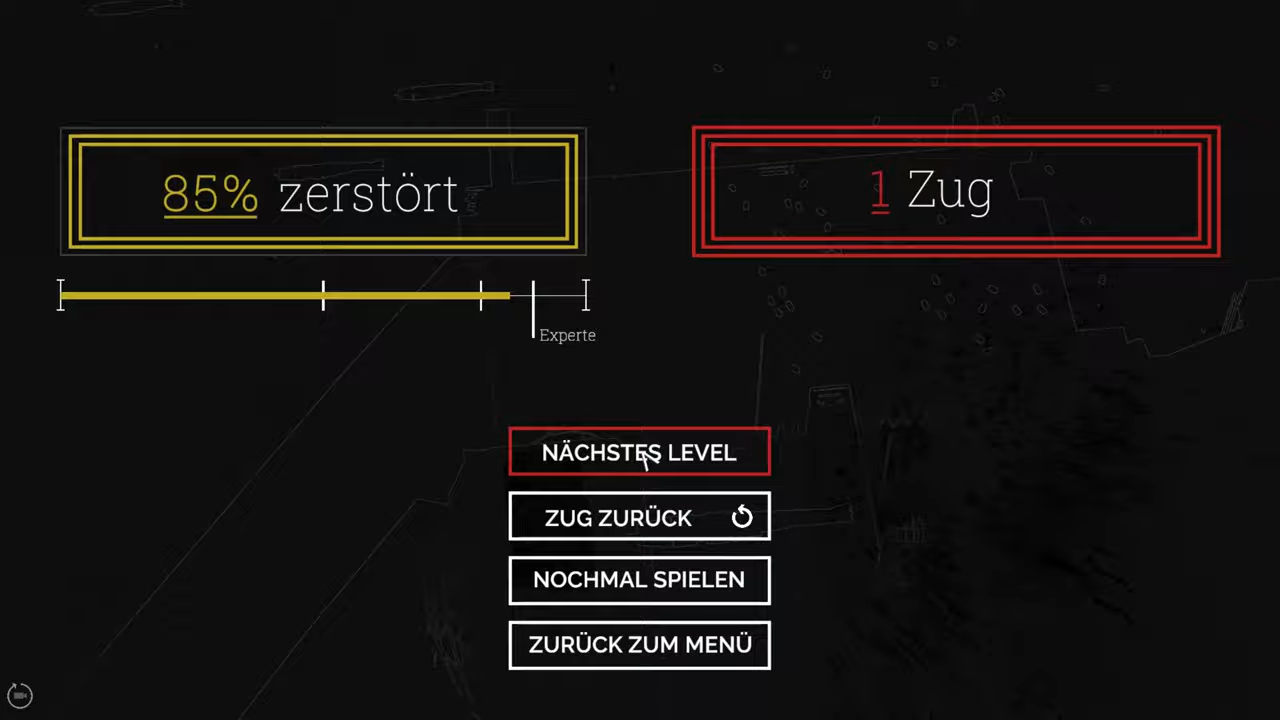 85% zerstört
1 Zug
Experte
NÄCHSTES LEVEL
ZUG ZURÜCK
NOCHMAL SPIELEN
ZURÜCK ZUM MENÜ